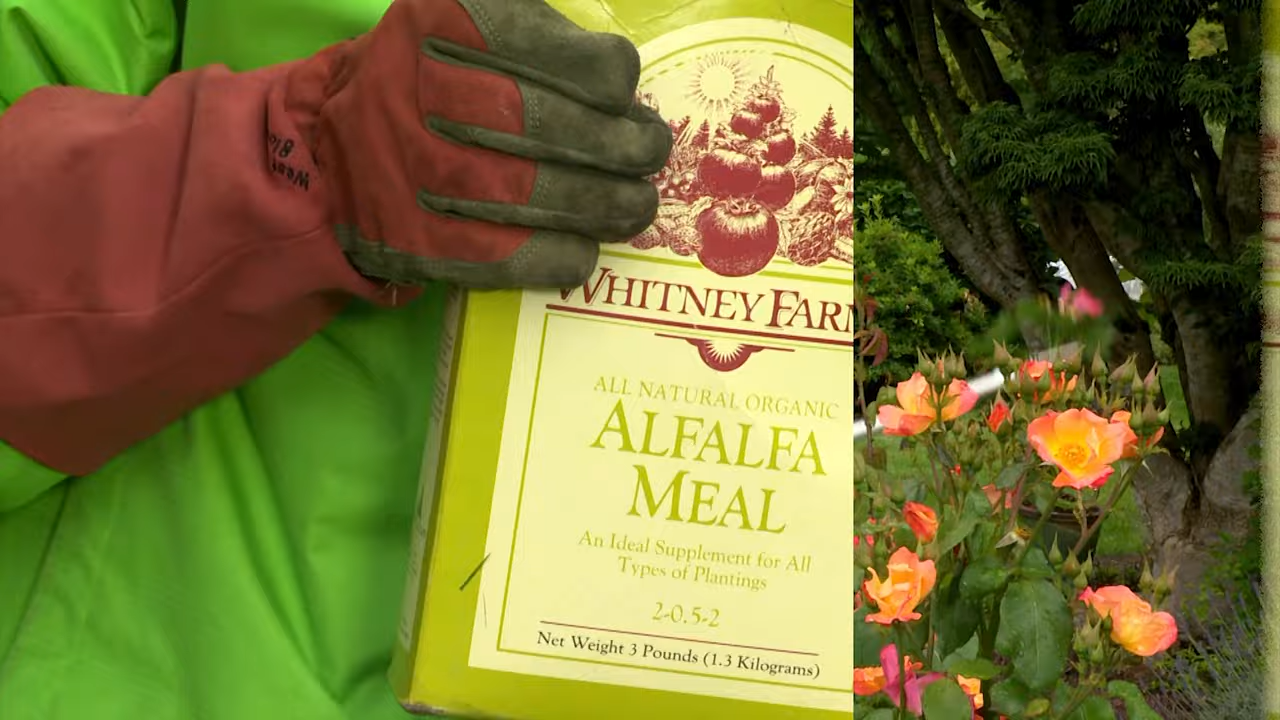 WHITNEY FARM
ALL NATURAL ORGANIC
ALFALFA
MEAL
An Ideal Supplement for All
Types of Plantings
2-0.5-2
Net Weight 3 Pounds (1.3 Kilograms)